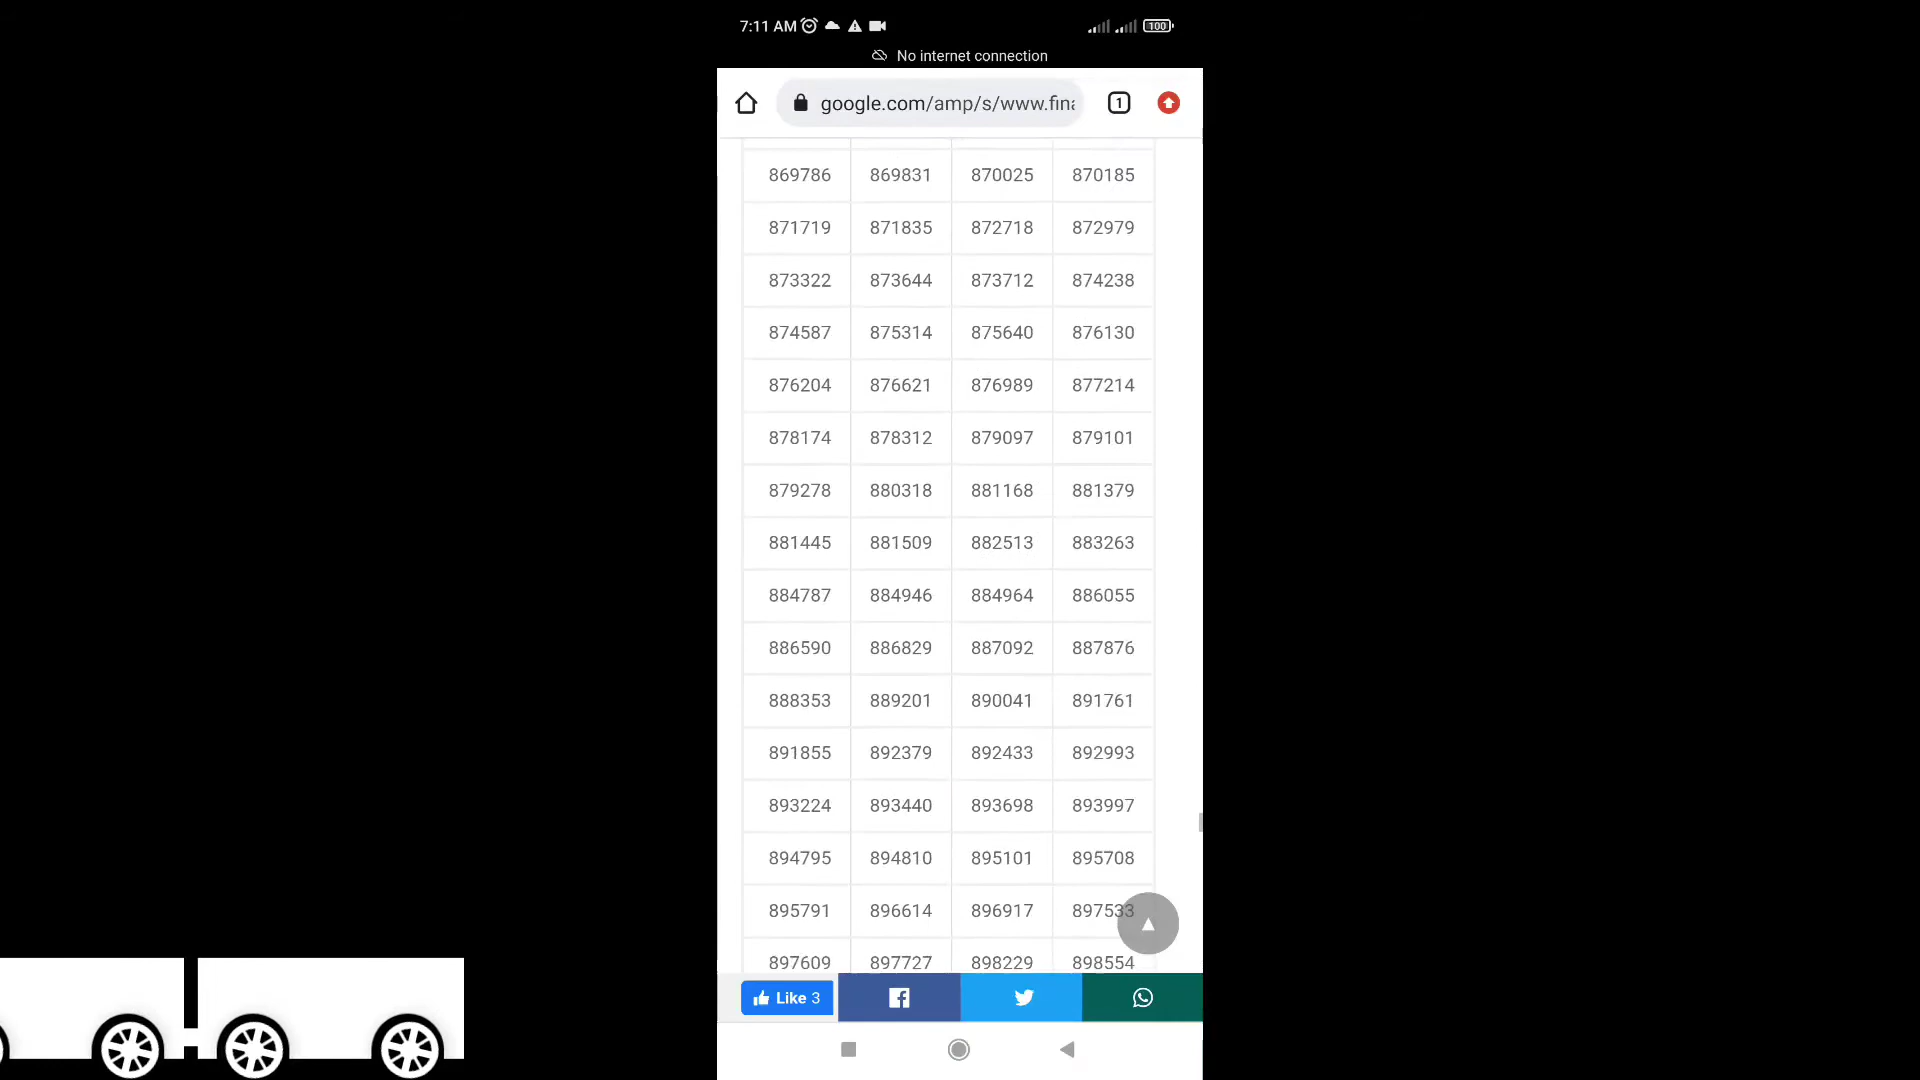 7:11 AM 100
No internet connection
google.com/amp/s/www.fina 1
869786 869831 870025 870185
871719 871835 872718 872979
873322 873644 873712 874238
874587 875314 875640 876130
876204 876621 876989 877214
878174 878312 879097 879101
879278 880318 881168 881379
881445 881509 882513 883263
884787 884946 884964 886055
886590 886829 887092 887876
888353 889201 890041 891761
891855 892379 892433 892993
893224 893440 893698 893997
894795 894810 895101 895708
895791 896614 896917 897533
897609 897727 898229 898554
Like 3